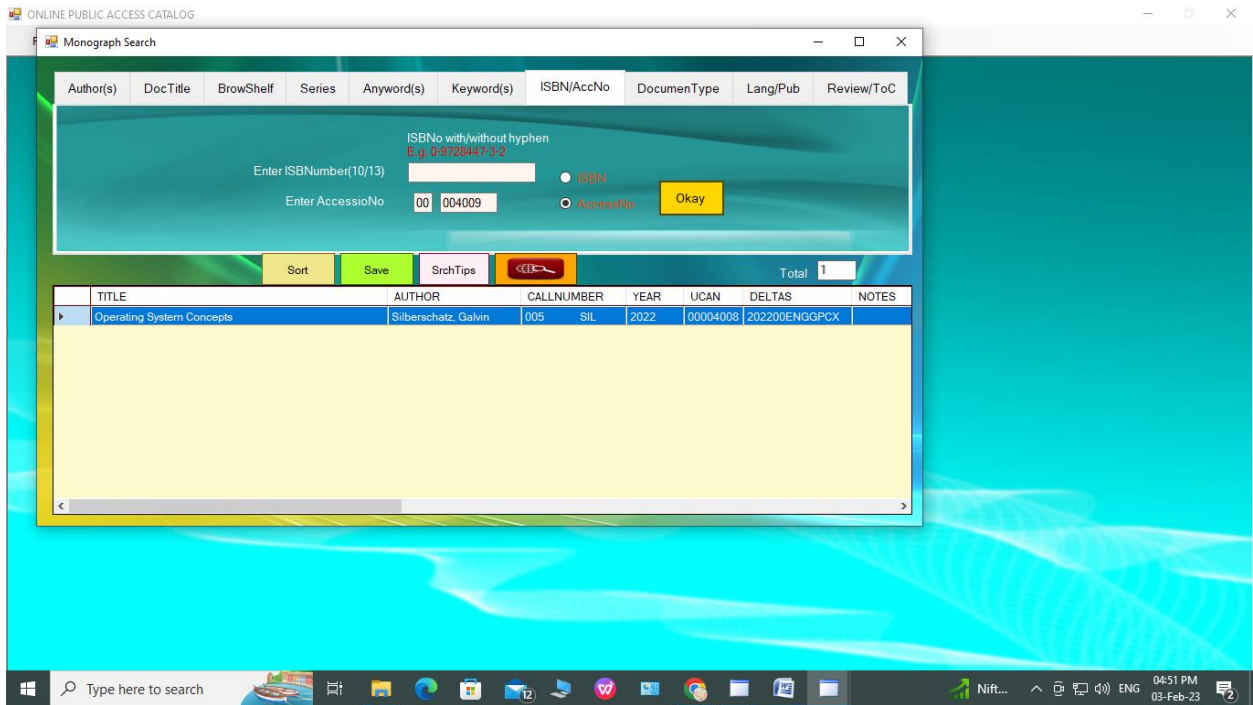 ONLINE PUBLIC ACCESS CATALOG
Monograph Search
Author(s) DocTitle BrowShelf Series Anyword(s) Keyword(s) ISBN/AccNo DocumenType Lang/Pub Review/ToC
ISBNo with/without hyphen
E.g. 0-9728447-3-2
Enter ISBNumber(10/13) ISBN
Enter AccessioNo 00 004009 AccessNo Okay
Sort Save SrchTips Total 1
TITLE AUTHOR CALLNUMBER YEAR UCAN DELTAS NOTES
Operating System Concepts Silberschatz, Galvin 005 SIL 2022 00004008 202200ENGGPCX
Type here to search 12 Nift... ENG 04:51 PM
03-Feb-23 2